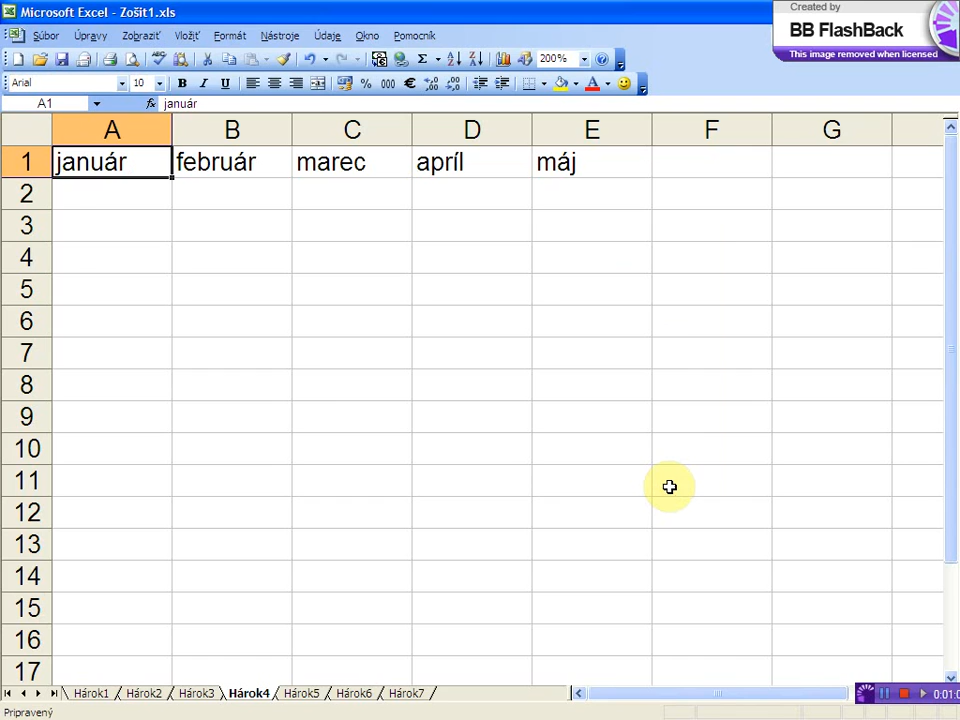 Microsoft Excel - Zošit1.xls
Created by
BB FlashBack
This image removed when licensed
Súbor Úpravy Zobraziť Vložiť Formát Nástroje Údaje Okno Pomocník
200%
Arial 10 B I U % 000 €
A1 fx január
A B C D E F G
1 január február marec apríl máj
2
3
4
5
6
7
8
9
10
11
12
13
14
15
16
17
Hárok1 Hárok2 Hárok3 Hárok4 Hárok5 Hárok6 Hárok7
Pripravený